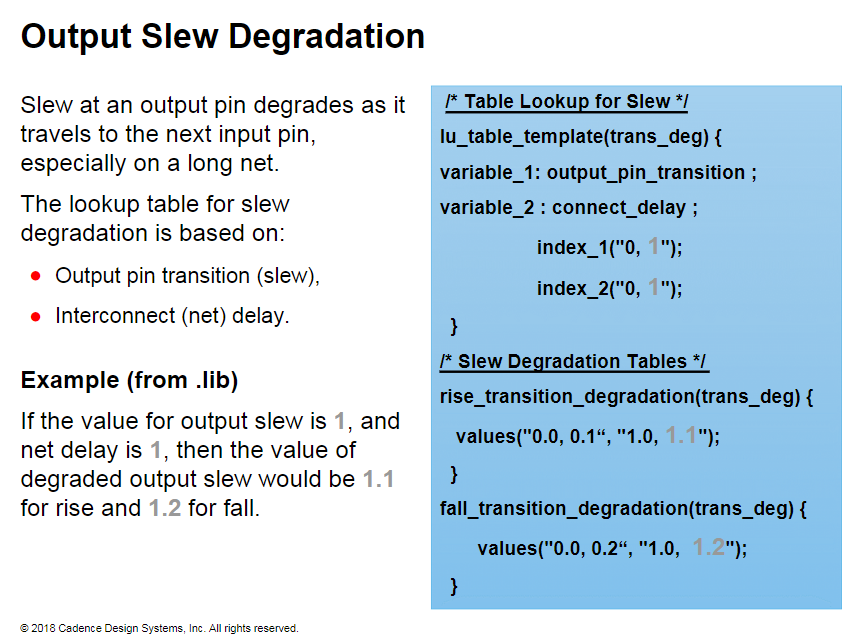 Output Slew Degradation
Slew at an output pin degrades as it
travels to the next input pin,
especially on a long net.
The lookup table for slew
degradation is based on:
● Output pin transition (slew),
● Interconnect (net) delay.
Example (from .lib)
If the value for output slew is 1, and
net delay is 1, then the value of
degraded output slew would be 1.1
for rise and 1.2 for fall.
/* Table Lookup for Slew */
lu_table_template(trans_deg) {
variable_1: output_pin_transition ;
variable_2 : connect_delay ;
index_1("0, 1");
index_2("0, 1");
}
/* Slew Degradation Tables */
rise_transition_degradation(trans_deg) {
values("0.0, 0.1“, "1.0, 1.1");
}
fall_transition_degradation(trans_deg) {
values("0.0, 0.2“, "1.0, 1.2");
}
© 2018 Cadence Design Systems, Inc. All rights reserved.